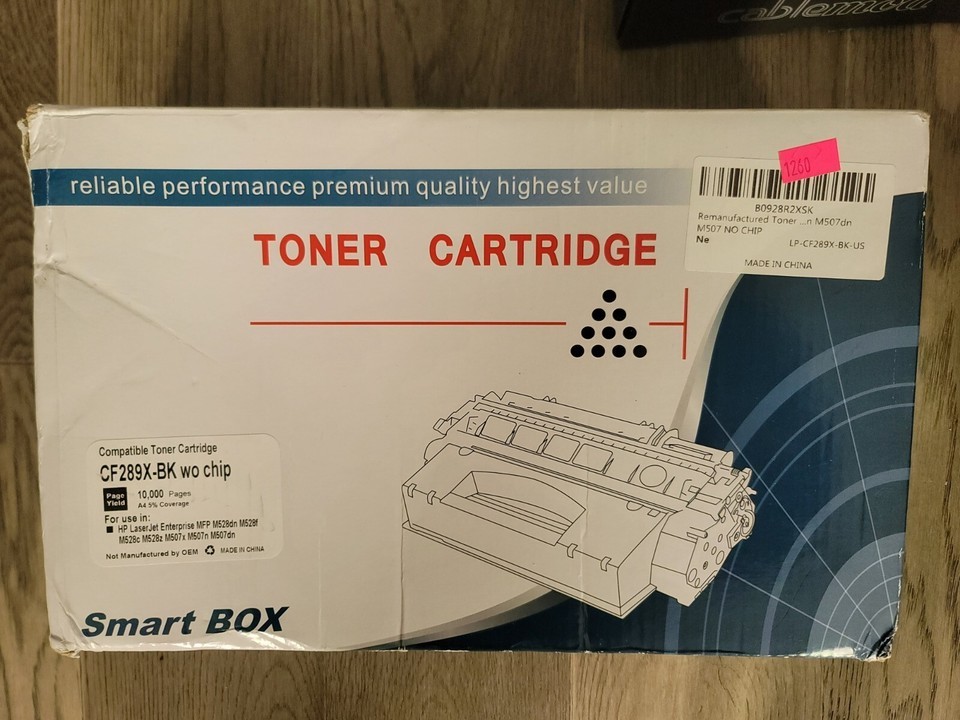 cablemod
reliable performance premium quality highest value
1260
B0928R2XSK
Remanufactured Toner ...n M507dn
M507 NO CHIP
Ne
LP-CF289X-BK-US
MADE IN CHINA
TONER CARTRIDGE
Compatible Toner Cartridge
CF289X-BK wo chip
Page Yield
10,000 Pages
A4 5% Coverage
For use in:
HP LaserJet Enterprise MFP M528dn M528f
M528c M528z M507x M507n M507dn
Not Manufactured by OEM MADE IN CHINA
Smart BOX